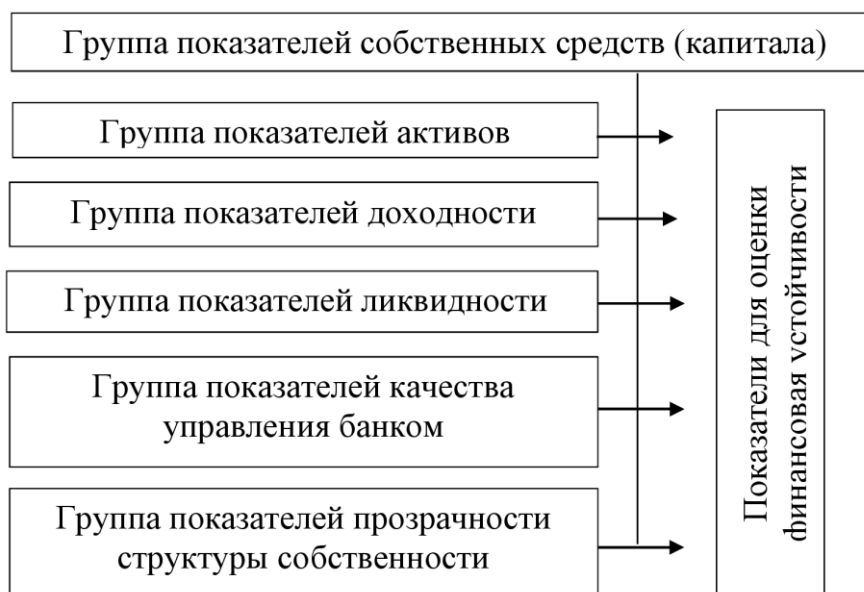 Группа показателей собственных средств (капитала)
Группа показателей активов
Группа показателей доходности
Группа показателей ликвидности
Группа показателей качества
управления банком
Группа показателей прозрачности
структуры собственности
Показатели для оценки
финансовая устойчивости